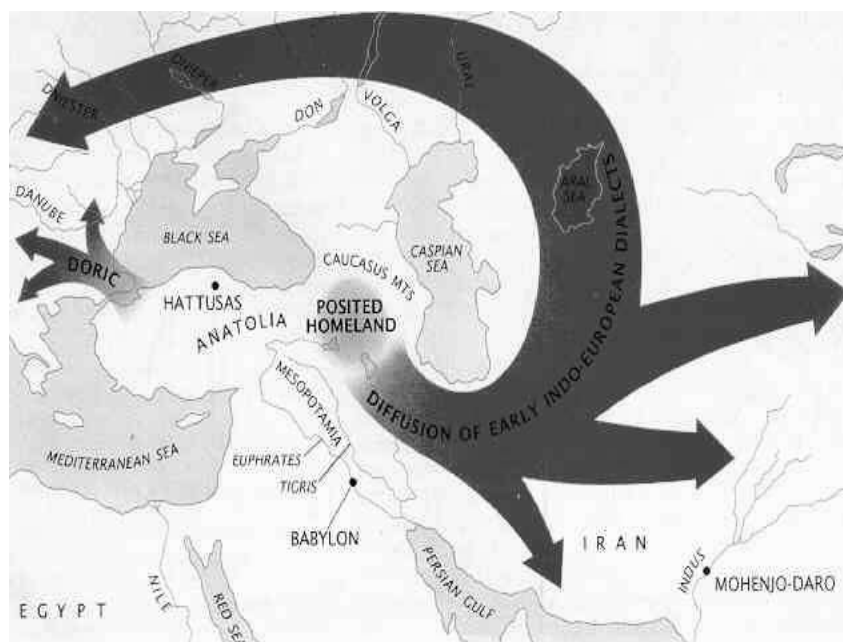 DNIESTER
DNIEPER
DON
VOLGA
URAL
ARAL SEA
DANUBE
BLACK SEA
CASPIAN
SEA
CAUCASUS MTS
DORIC
HATTUSAS
ANATOLIA
POSITED
HOMELAND
DIFFUSION OF EARLY INDO-EUROPEAN DIALECTS
MESOPOTAMIA
MEDITERRANEAN SEA
EUPHRATES
TIGRIS
BABYLON
IRAN
INDUS
MOHENJO-DARO
PERSIAN GULF
NILE
EGYPT
RED SEA